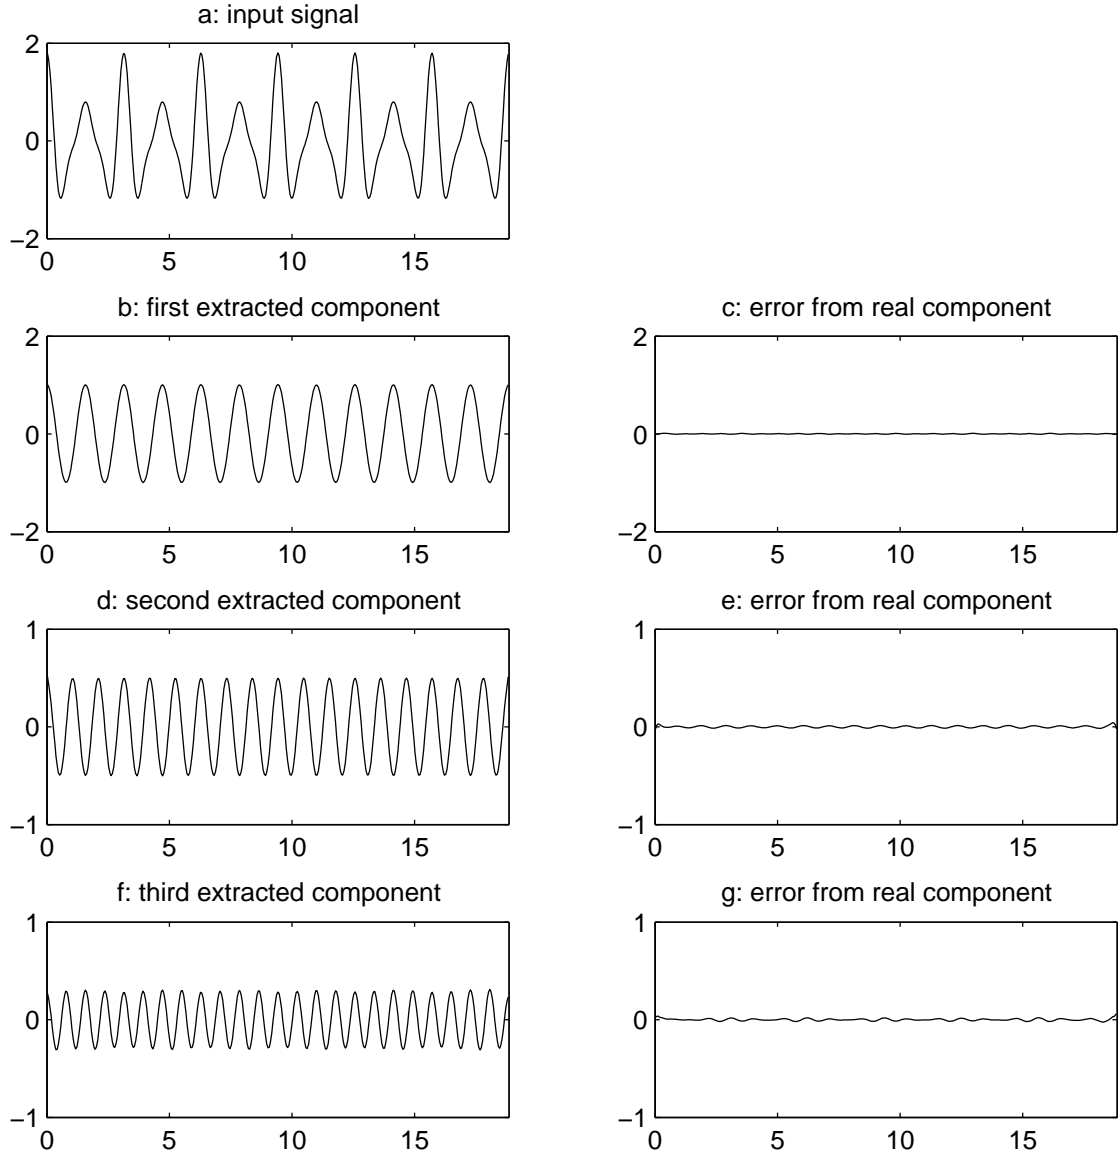 a: input signal
2
0
−2
0 5 10 15
b: first extracted component
2
0
−2
0 5 10 15
c: error from real component
2
0
−2
0 5 10 15
d: second extracted component
1
0
−1
0 5 10 15
e: error from real component
1
0
−1
0 5 10 15
f: third extracted component
1
0
−1
0 5 10 15
g: error from real component
1
0
−1
0 5 10 15